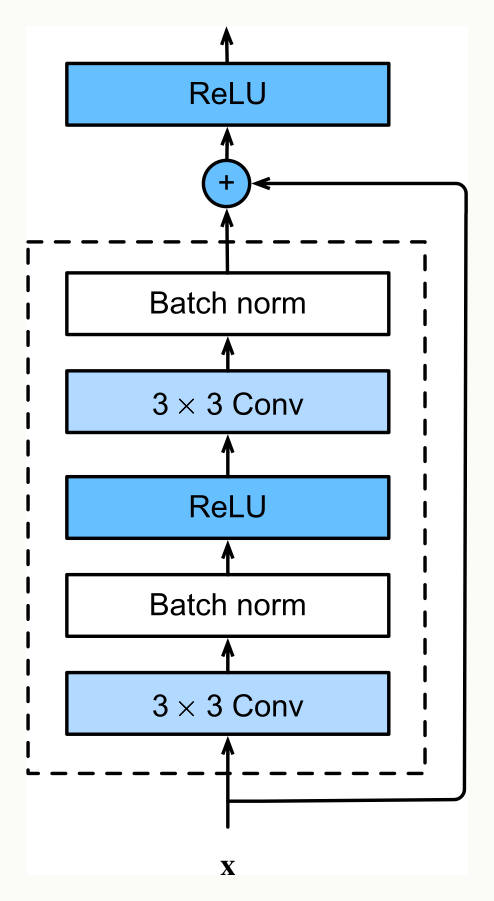 ReLU
+
Batch norm
3 × 3 Conv
ReLU
Batch norm
3 × 3 Conv
x